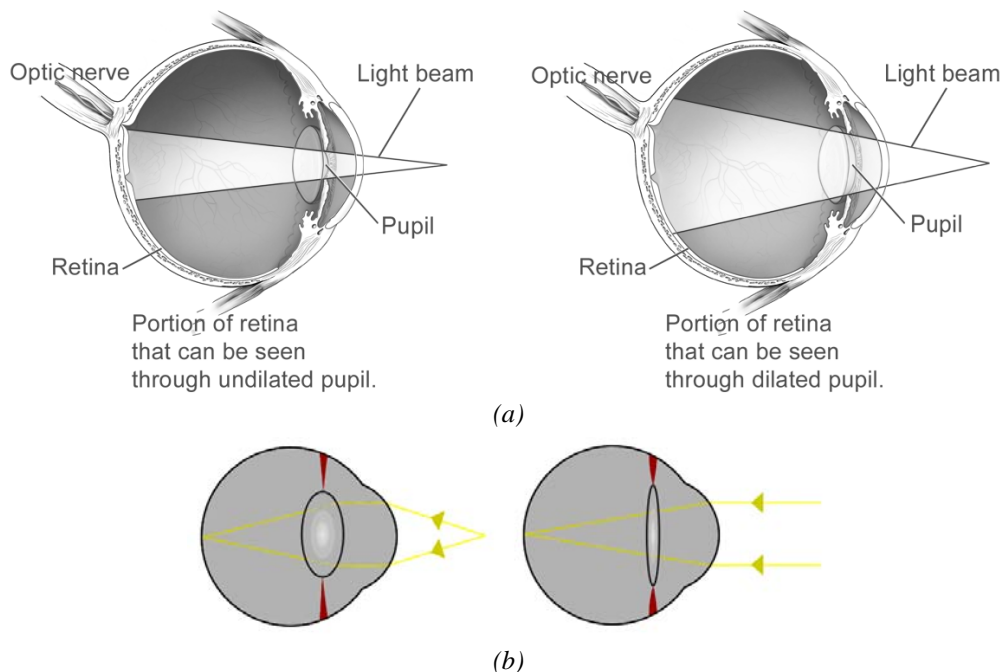 Optic nerve
Light beam
Pupil
Retina
Portion of retina
that can be seen
through undilated pupil.
Optic nerve
Light beam
Pupil
Retina
Portion of retina
that can be seen
through dilated pupil.
(a)
(b)